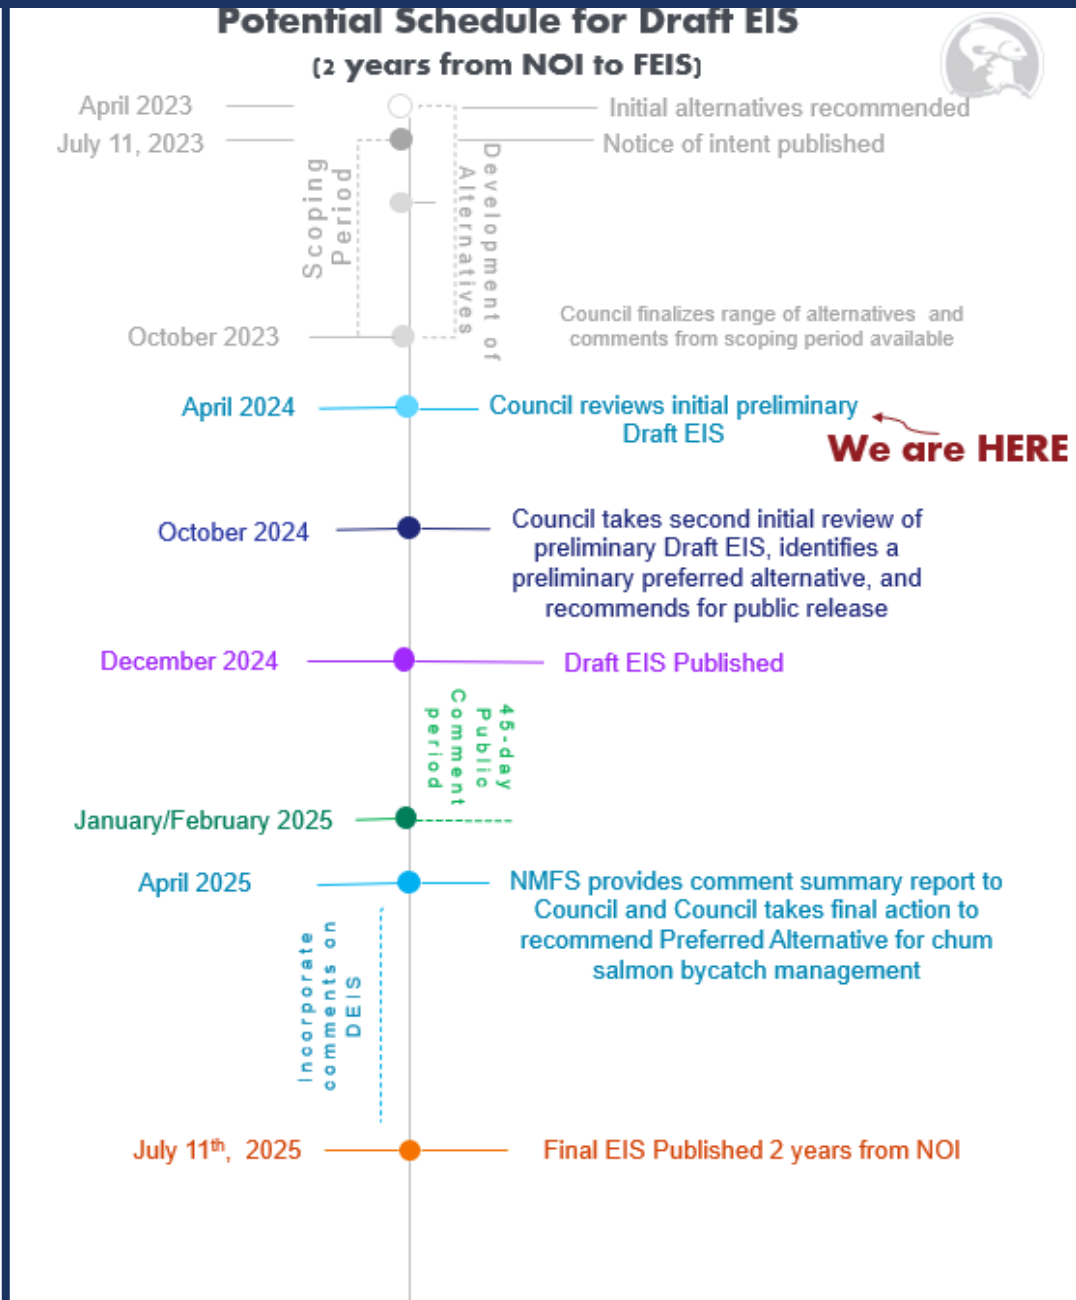 Potential Schedule for Draft EIS
(2 years from NOI to FEIS)
April 2023
Initial alternatives recommended
July 11, 2023
Notice of intent published
Scoping
Period
Development of
Alternatives
October 2023
Council finalizes range of alternatives and
comments from scoping period available
April 2024
Council reviews initial preliminary
Draft EIS
We are HERE
October 2024
Council takes second initial review of
preliminary Draft EIS, identifies a
preliminary preferred alternative, and
recommends for public release
December 2024
Draft EIS Published
45-day
Public
Comment
period
January/February 2025
April 2025
NMFS provides comment summary report to
Council and Council takes final action to
recommend Preferred Alternative for chum
salmon bycatch management
Incorporate
comments on
DEIS
July 11th, 2025
Final EIS Published 2 years from NOI